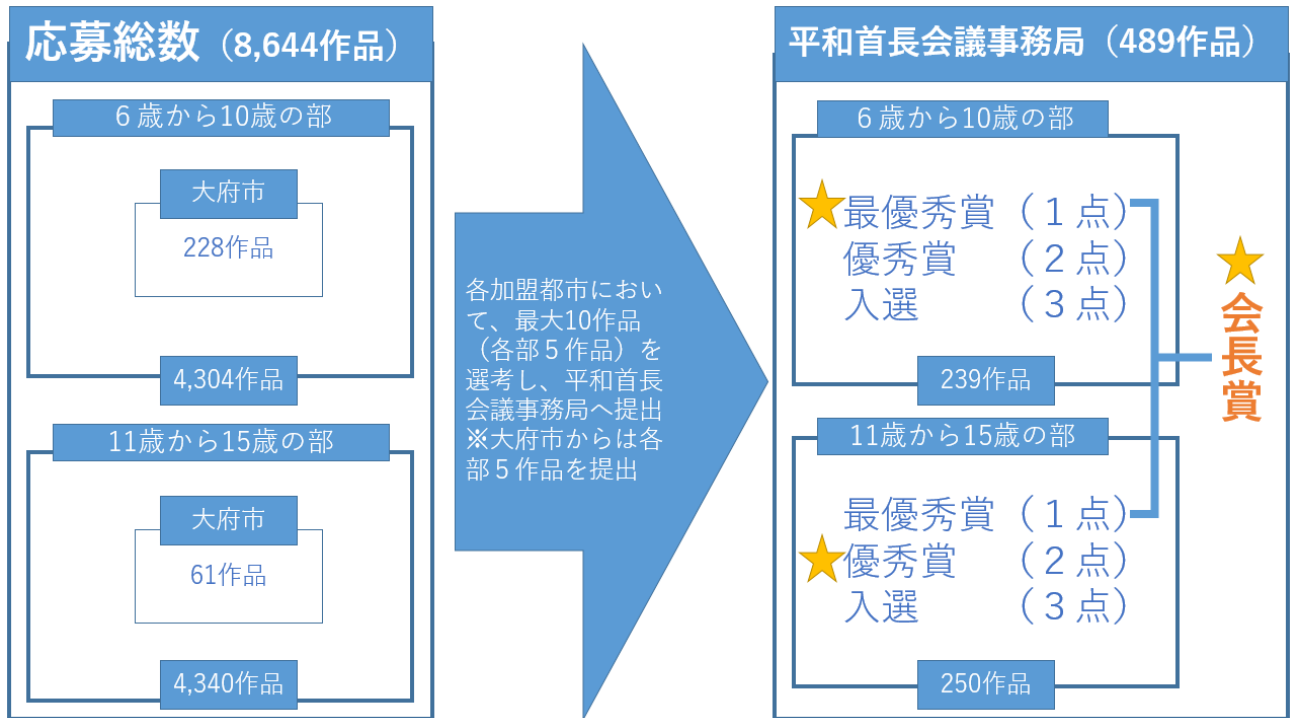 応募総数（8,644作品）
６歳から10歳の部
大府市
228作品
4,304作品
11歳から15歳の部
大府市
61作品
4,340作品
各加盟都市におい
て、最大10作品
（各部５作品）を
選考し、平和首長
会議事務局へ提出
※大府市からは各
部５作品を提出
平和首長会議事務局（489作品）
６歳から10歳の部
★最優秀賞（１点）
優秀賞（２点）
入選（３点）
239作品
11歳から15歳の部
最優秀賞（１点）
★優秀賞（２点）
入選（３点）
250作品
★会長賞